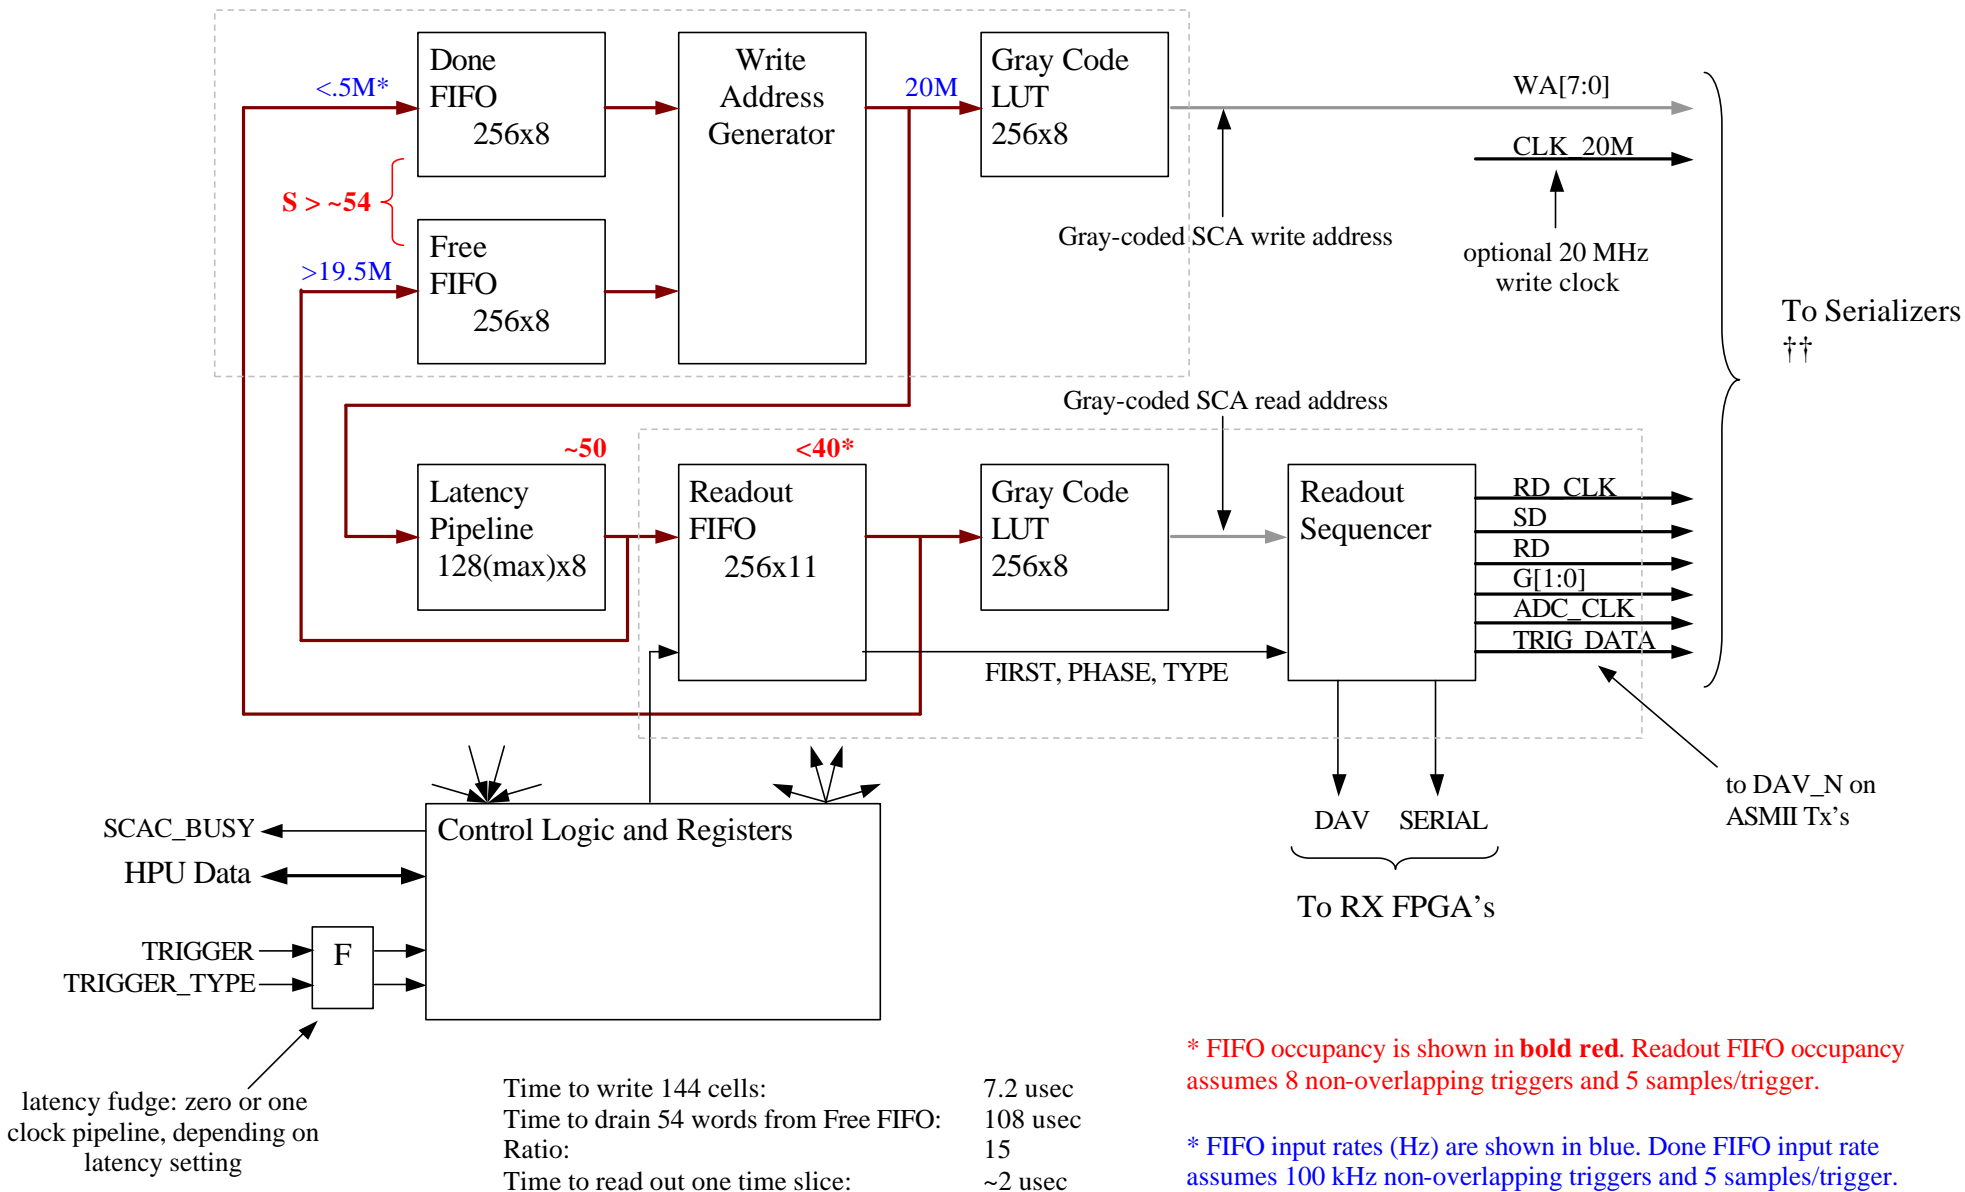 Done
FIFO
256x8
Write
Address
Generator
Gray Code
LUT
256x8
<.5M*
20M
WA[7:0]
CLK_20M
S > ~54
Free
FIFO
256x8
>19.5M
Gray-coded SCA write address
optional 20 MHz
write clock
To Serializers
††
Gray-coded SCA read address
~50
<40*
Latency
Pipeline
128(max)x8
Readout
FIFO
256x11
Gray Code
LUT
256x8
Readout
Sequencer
RD_CLK
SD
RD
G[1:0]
ADC_CLK
TRIG_DATA
FIRST, PHASE, TYPE
to DAV_N on
ASMII Tx's
DAV
SERIAL
To RX FPGA's
SCAC_BUSY
HPU Data
Control Logic and Registers
TRIGGER
TRIGGER_TYPE
F
latency fudge: zero or one
clock pipeline, depending on
latency setting
Time to write 144 cells: 7.2 usec
Time to drain 54 words from Free FIFO: 108 usec
Ratio: 15
Time to read out one time slice: ~2 usec
* FIFO occupancy is shown in bold red. Readout FIFO occupancy
assumes 8 non-overlapping triggers and 5 samples/trigger.
* FIFO input rates (Hz) are shown in blue. Done FIFO input rate
assumes 100 kHz non-overlapping triggers and 5 samples/trigger.